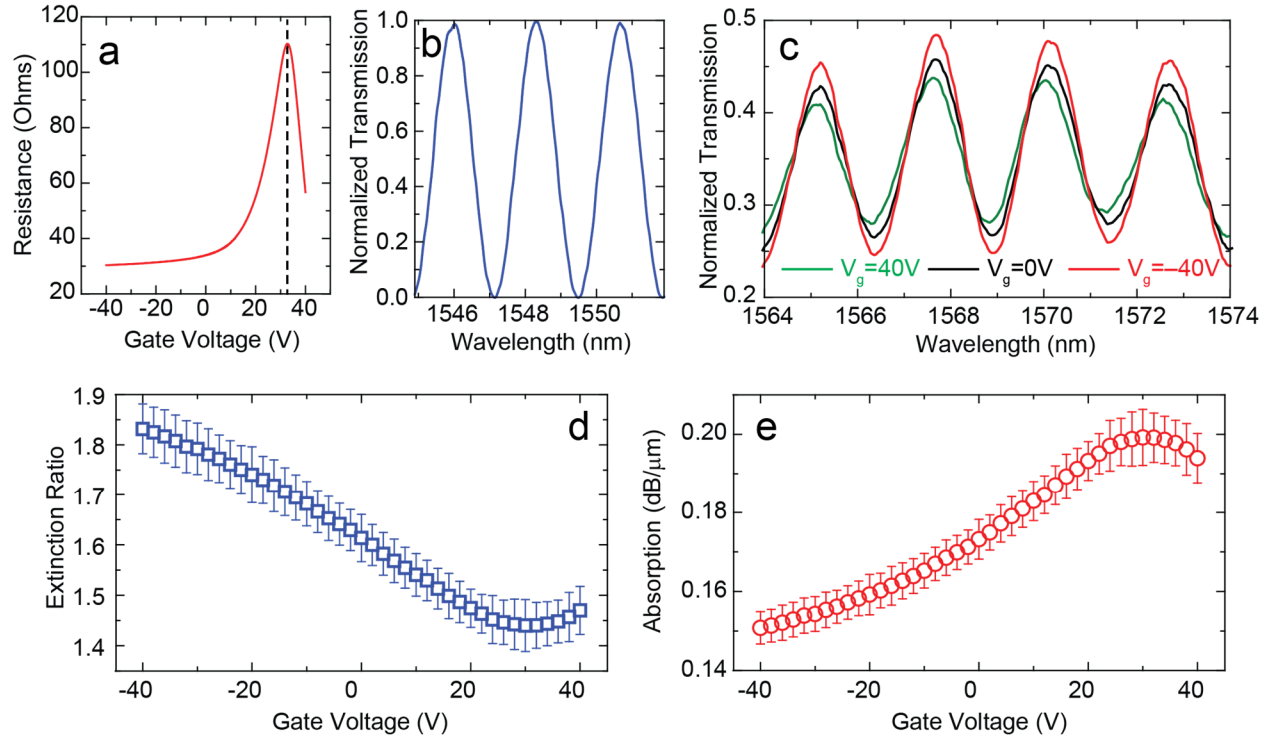 a
120
100
80
60
40
20
Resistance (Ohms)
-40
0
20
40
Gate Voltage (V)
b
1.0
0.8
0.6
0.4
0.2
0.0
Normalized Transmission
1546
1548
1550
Wavelength (nm)
c
0.5
0.4
0.3
0.2
Normalized Transmission
Vg=40V
Vg=0V
Vg=–40V
1564
1566
1568
1570
1572
1574
Wavelength (nm)
d
1.9
1.8
1.7
1.6
1.5
1.4
Extinction Ratio
-40
-20
0
20
40
Gate Voltage (V)
e
0.20
0.18
0.16
0.14
Absorption (dB/μm)
-40
-20
0
20
40
Gate Voltage (V)